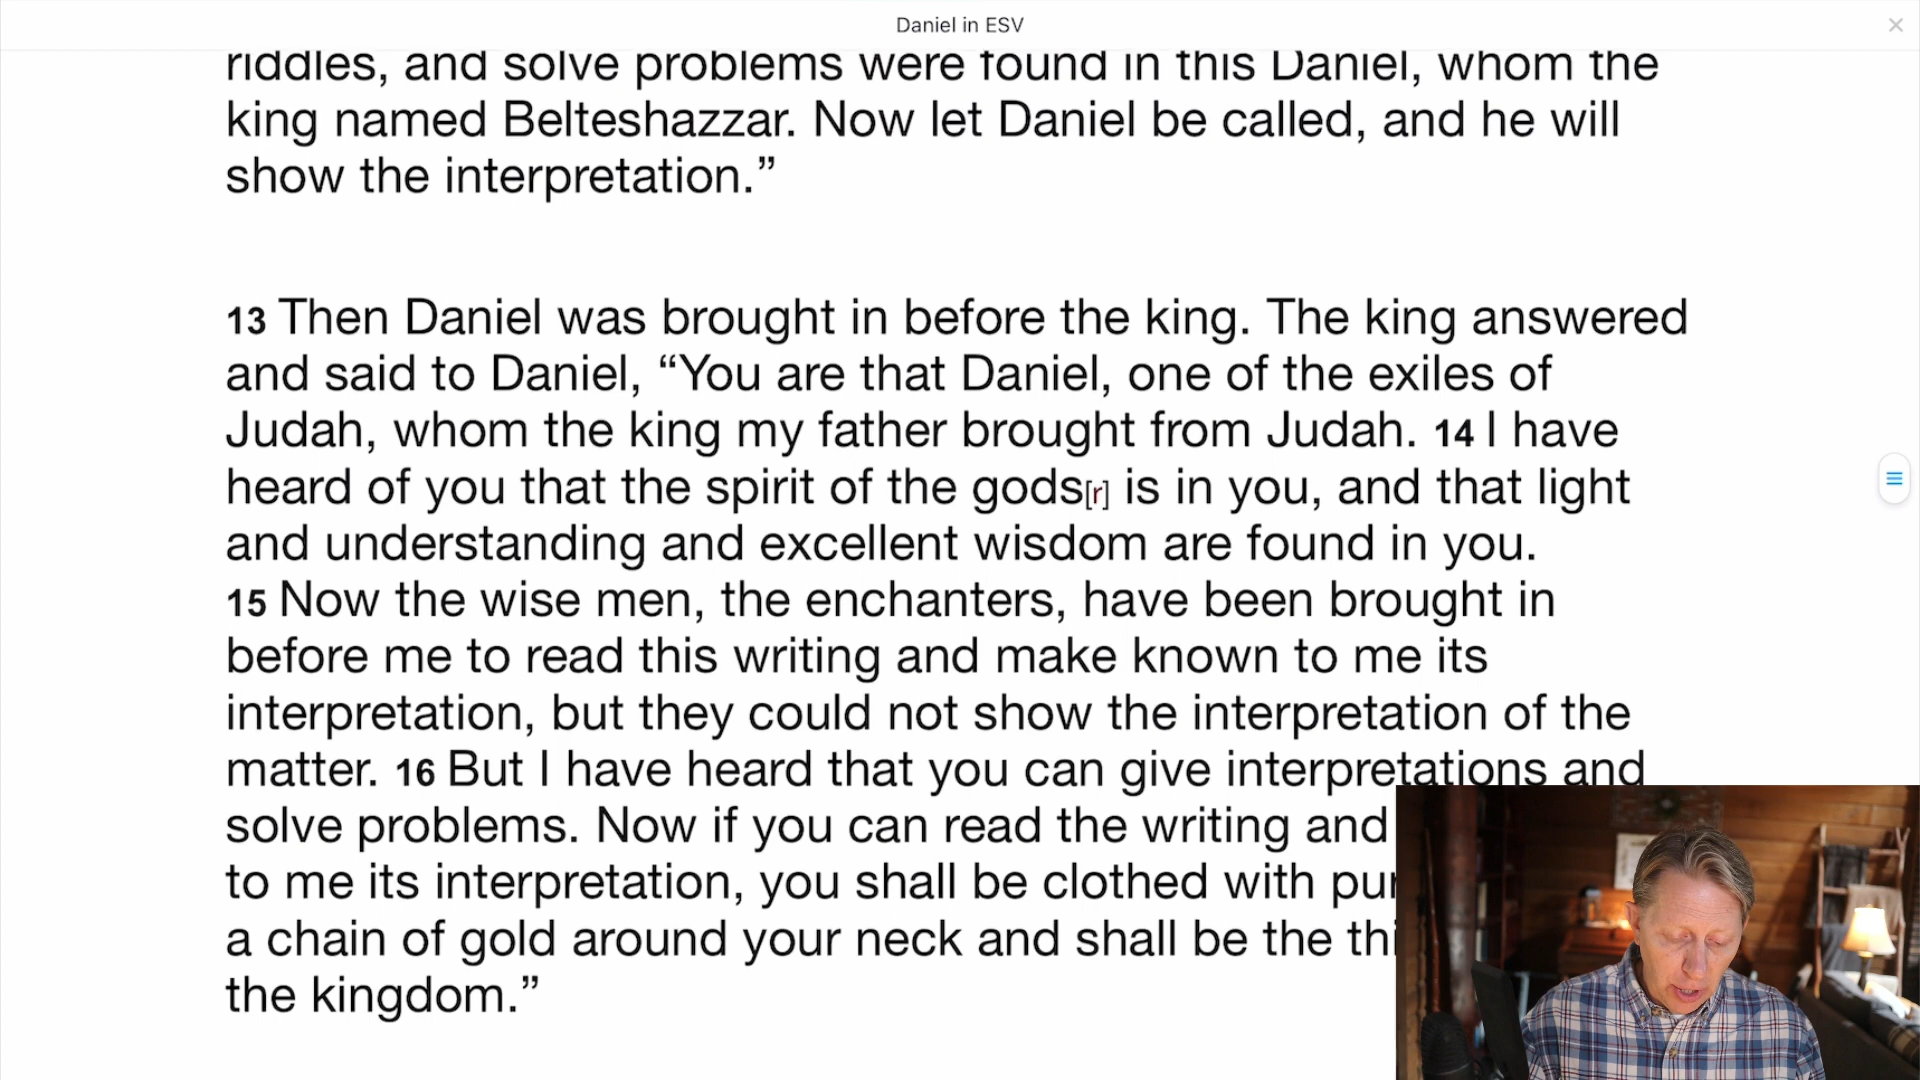 Daniel in ESV
riddles, and solve problems were found in this Daniel, whom the
king named Belteshazzar. Now let Daniel be called, and he will
show the interpretation.”
13 Then Daniel was brought in before the king. The king answered
and said to Daniel, “You are that Daniel, one of the exiles of
Judah, whom the king my father brought from Judah. 14 I have
heard of you that the spirit of the gods[r] is in you, and that light
and understanding and excellent wisdom are found in you.
15 Now the wise men, the enchanters, have been brought in
before me to read this writing and make known to me its
interpretation, but they could not show the interpretation of the
matter. 16 But I have heard that you can give interpretations and
solve problems. Now if you can read the writing and
to me its interpretation, you shall be clothed with
a chain of gold around your neck and shall be the
the kingdom.”